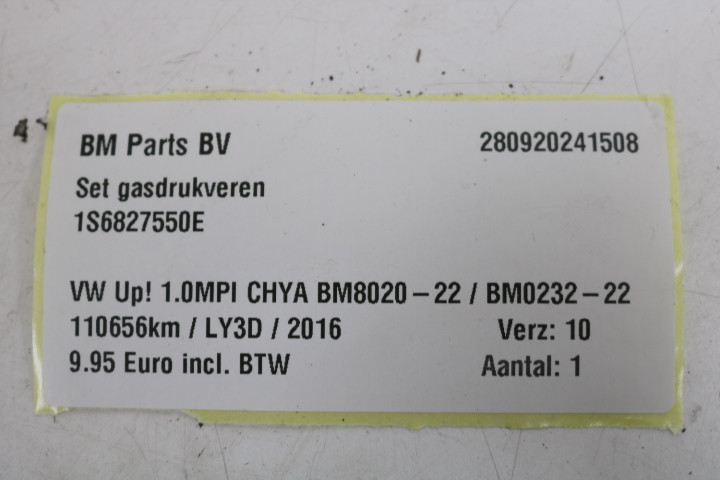 BM Parts BV 280920241508
Set gasdrukveren
1S6827550E
VW Up! 1.0MPI CHYA BM8020-22 / BM0232-22
110656km / LY3D / 2016 Verz: 10
9.95 Euro incl. BTW Aantal: 1